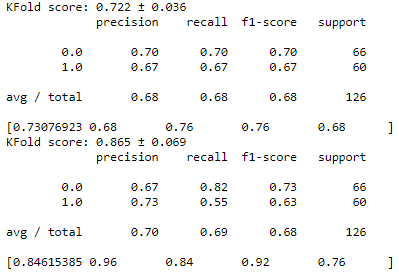 KFold score: 0.722 ± 0.036
precision recall f1-score support
0.0 0.70 0.70 0.70 66
1.0 0.67 0.67 0.67 60
avg / total 0.68 0.68 0.68 126
[0.73076923 0.68 0.76 0.76 0.68 ]
KFold score: 0.865 ± 0.069
precision recall f1-score support
0.0 0.67 0.82 0.73 66
1.0 0.73 0.55 0.63 60
avg / total 0.70 0.69 0.68 126
[0.84615385 0.96 0.84 0.92 0.76 ]